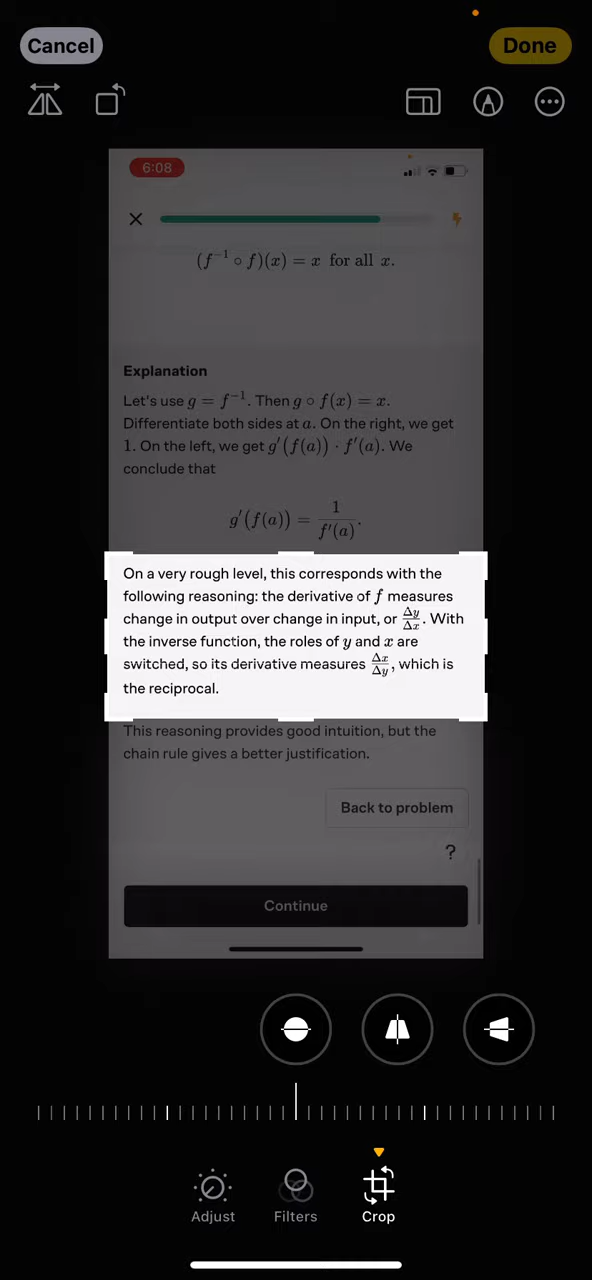 Cancel
Done
6:08
(f⁻¹ ∘ f)(x) = x for all x.
Explanation
Let's use g = f⁻¹. Then g ∘ f(x) = x.
Differentiate both sides at a. On the right, we get
1. On the left, we get g′(f(a)) · f′(a). We
conclude that
g′(f(a)) = 1/f′(a).
On a very rough level, this corresponds with the
following reasoning: the derivative of f measures
change in output over change in input, or Δy/Δx. With
the inverse function, the roles of y and x are
switched, so its derivative measures Δx/Δy, which is
the reciprocal.
This reasoning provides good intuition, but the
chain rule gives a better justification.
Back to problem
?
Continue
Adjust
Filters
Crop